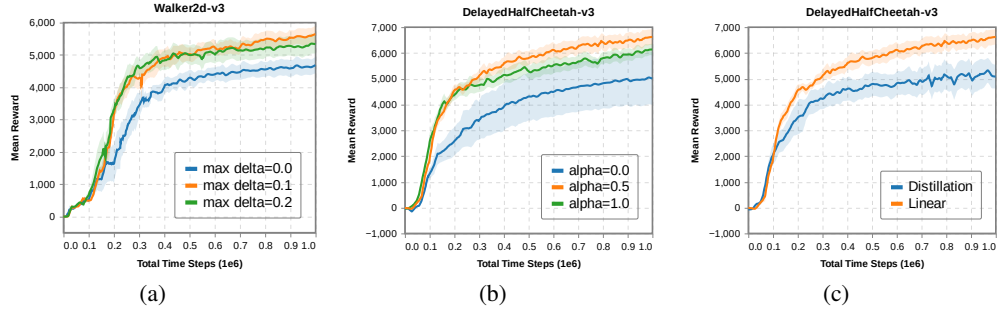 Walker2d-v3
6,000
5,000
4,000
3,000
2,000
1,000
0
Mean Reward
max delta=0.0
max delta=0.1
max delta=0.2
0.0 0.1 0.2 0.3 0.4 0.5 0.6 0.7 0.8 0.9 1.0
Total Time Steps (1e6)
(a)
DelayedHalfCheetah-v3
7,000
6,000
5,000
4,000
3,000
2,000
1,000
0
−1,000
Mean Reward
alpha=0.0
alpha=0.5
alpha=1.0
0.0 0.1 0.2 0.3 0.4 0.5 0.6 0.7 0.8 0.9 1.0
Total Time Steps (1e6)
(b)
DelayedHalfCheetah-v3
7,000
6,000
5,000
4,000
3,000
2,000
1,000
0
−1,000
Mean Reward
Distillation
Linear
0.0 0.1 0.2 0.3 0.4 0.5 0.6 0.7 0.8 0.9 1.0
Total Time Steps (1e6)
(c)